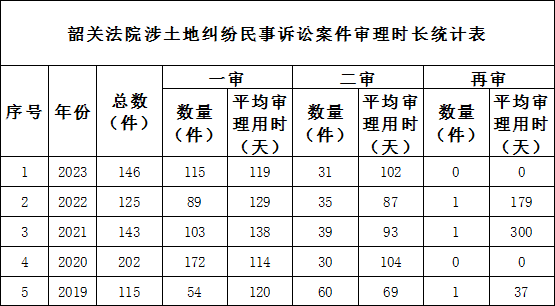 韶关法院涉土地纠纷民事诉讼案件审理时长统计表
序号 年份 总数（件） 一审 二审 再审
数量（件） 平均审理用时（天） 数量（件） 平均审理用时（天） 数量（件） 平均审理用时（天）
1 2023 146 115 119 31 102 0 0
2 2022 125 89 129 35 87 1 179
3 2021 143 103 138 39 93 1 300
4 2020 202 172 114 30 104 0 0
5 2019 115 54 120 60 69 1 37